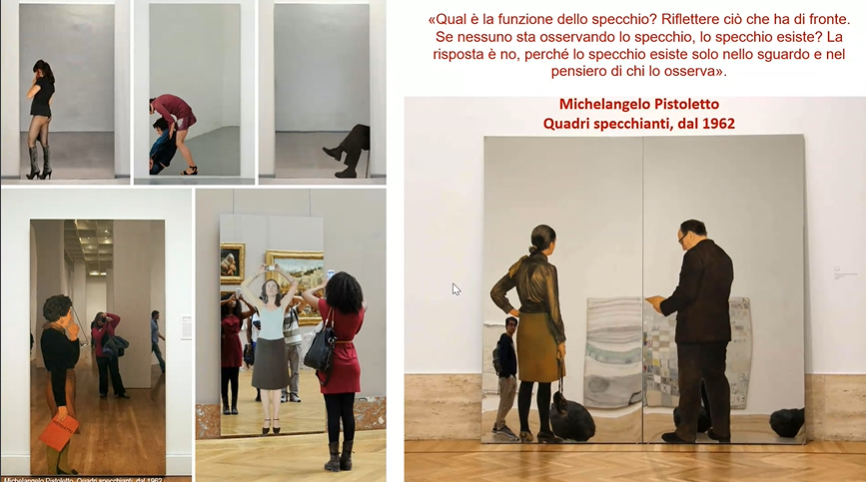 «Qual è la funzione dello specchio? Riflettere ciò che ha di fronte.
Se nessuno sta osservando lo specchio, lo specchio esiste? La
risposta è no, perché lo specchio esiste solo nello sguardo e nel
pensiero di chi lo osserva».
Michelangelo Pistoletto
Quadri specchianti, dal 1962
Michelangelo Pistoletto, Quadri specchianti, dal 1962